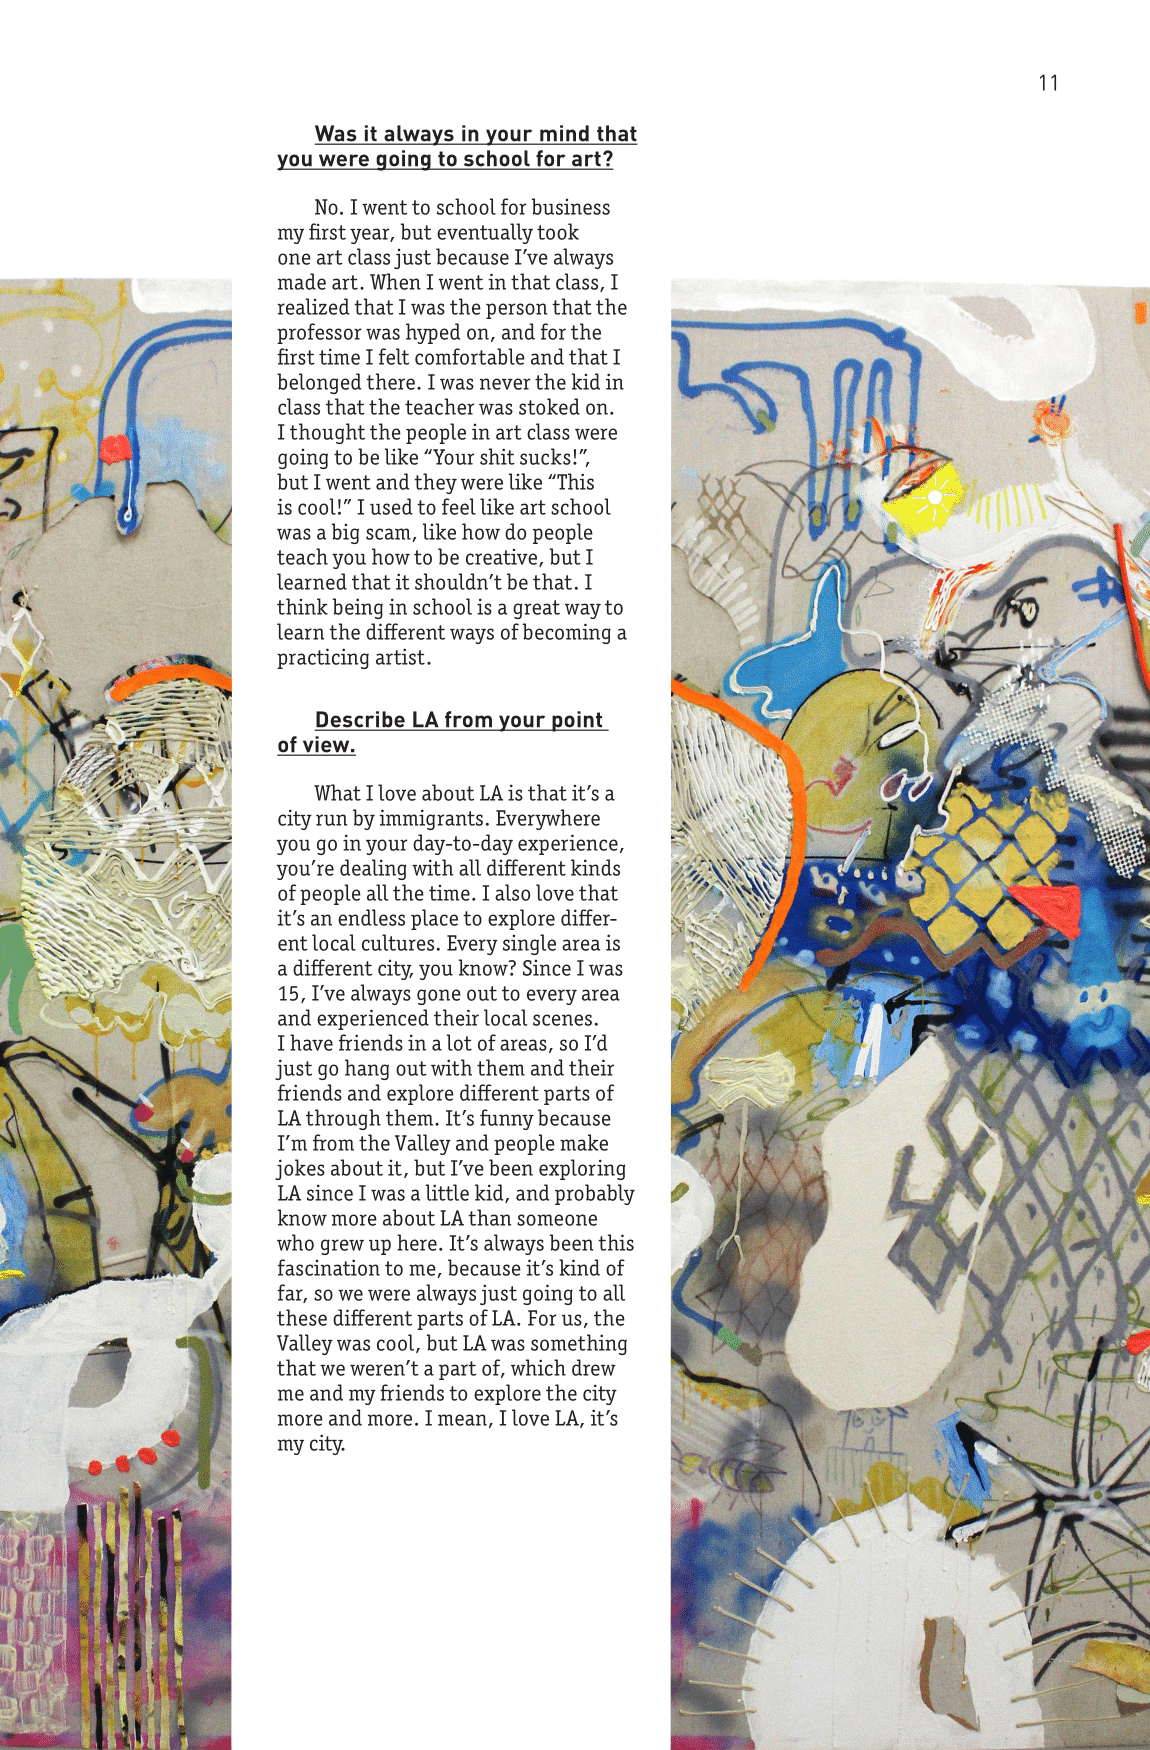 11
Was it always in your mind that
you were going to school for art?
No. I went to school for business
my first year, but eventually took
one art class just because I’ve always
made art. When I went in that class, I
realized that I was the person that the
professor was hyped on, and for the
first time I felt comfortable and that I
belonged there. I was never the kid in
class that the teacher was stoked on.
I thought the people in art class were
going to be like “Your shit sucks!”,
but I went and they were like “This
is cool!” I used to feel like art school
was a big scam, like how do people
teach you how to be creative, but I
learned that it shouldn’t be that. I
think being in school is a great way to
learn the different ways of becoming a
practicing artist.
Describe LA from your point
of view.
What I love about LA is that it’s a
city run by immigrants. Everywhere
you go in your day-to-day experience,
you’re dealing with all different kinds
of people all the time. I also love that
it’s an endless place to explore differ-
ent local cultures. Every single area is
a different city, you know? Since I was
15, I’ve always gone out to every area
and experienced their local scenes.
I have friends in a lot of areas, so I’d
just go hang out with them and their
friends and explore different parts of
LA through them. It’s funny because
I’m from the Valley and people make
jokes about it, but I’ve been exploring
LA since I was a little kid, and probably
know more about LA than someone
who grew up here. It’s always been this
fascination to me, because it’s kind of
far, so we were always just going to all
these different parts of LA. For us, the
Valley was cool, but LA was something
that we weren’t a part of, which drew
me and my friends to explore the city
more and more. I mean, I love LA, it’s
my city.